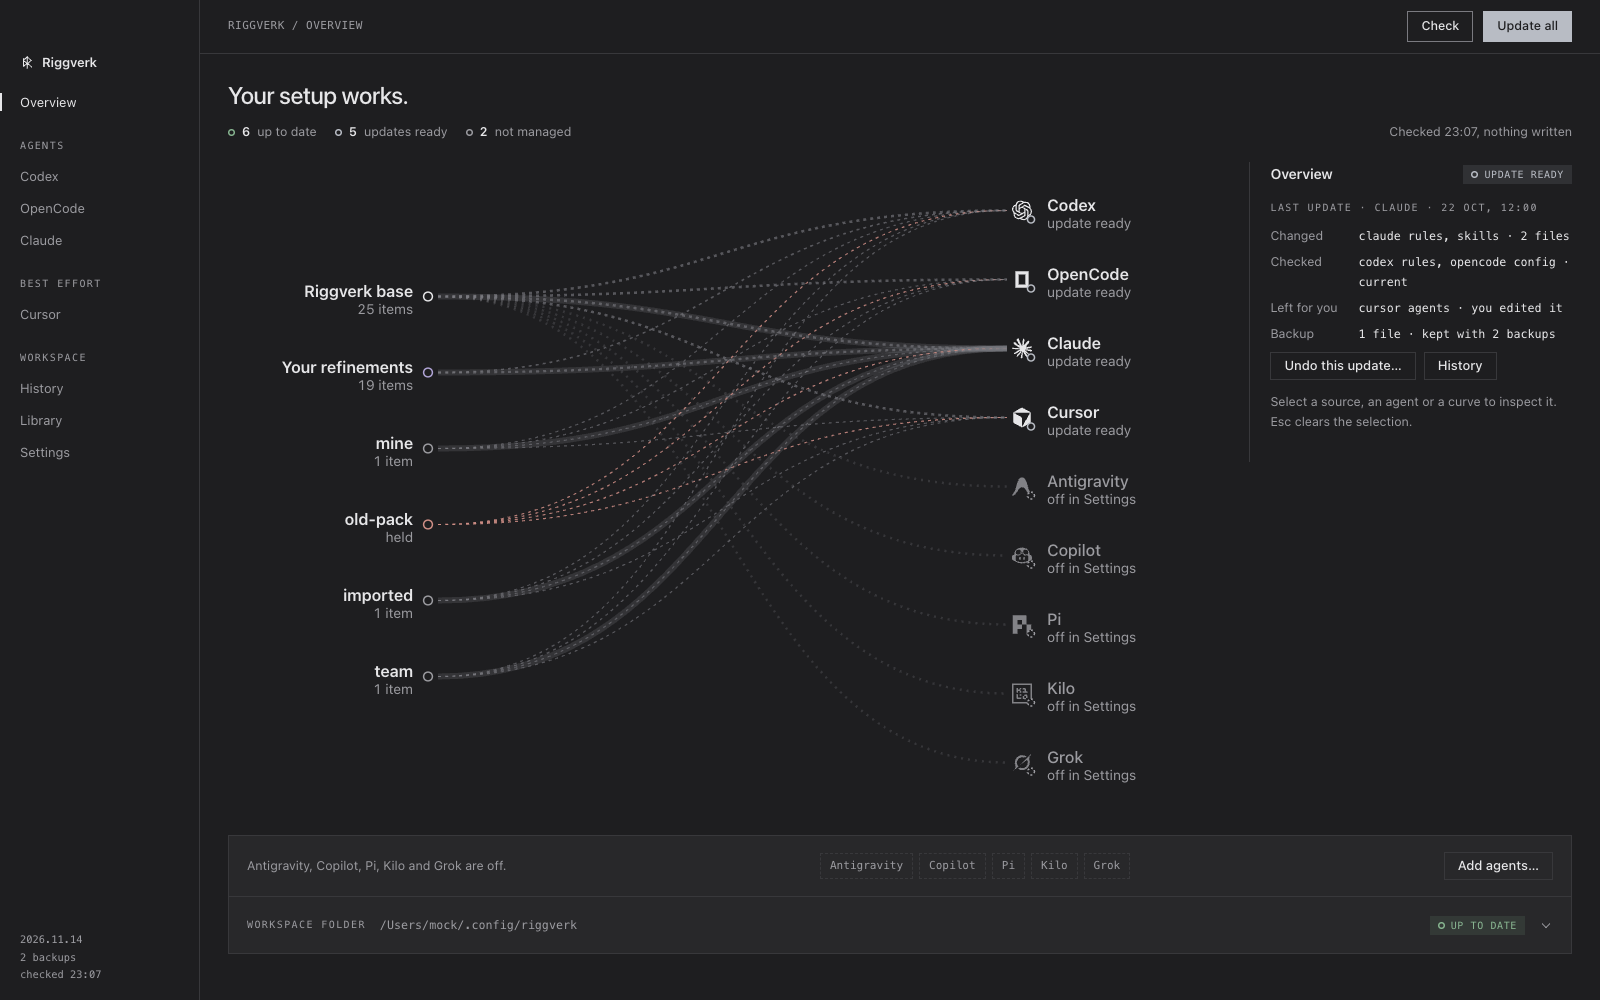 Riggverk
Overview
AGENTS
Codex
OpenCode
Claude
BEST EFFORT
Cursor
WORKSPACE
History
Library
Settings
2026.11.14
2 backups
checked 23:07
RIGGVERK / OVERVIEW
Check
Update all
Your setup works.
6 up to date
5 updates ready
2 not managed
Checked 23:07, nothing written
Riggverk base
25 items
Your refinements
19 items
mine
1 item
old-pack
held
imported
1 item
team
1 item
Codex
update ready
OpenCode
update ready
Claude
update ready
Cursor
update ready
Antigravity
off in Settings
Copilot
off in Settings
Pi
off in Settings
Kilo
off in Settings
Grok
off in Settings
Overview
UPDATE READY
LAST UPDATE · CLAUDE · 22 OCT, 12:00
Changed claude rules, skills · 2 files
Checked codex rules, opencode config ·
current
Left for you cursor agents · you edited it
Backup 1 file · kept with 2 backups
Undo this update...
History
Select a source, an agent or a curve to inspect it.
Esc clears the selection.
Antigravity, Copilot, Pi, Kilo and Grok are off.
Antigravity
Copilot
Pi
Kilo
Grok
Add agents...
WORKSPACE FOLDER /Users/mock/.config/riggverk
UP TO DATE